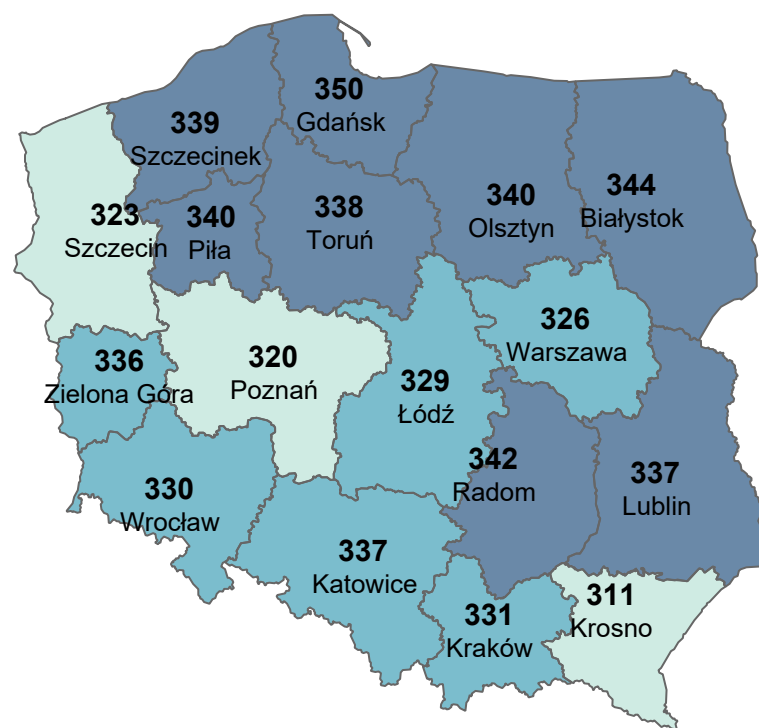 350
Gdańsk
339
Szczecinek
344
Białystok
340
Olsztyn
338
Toruń
340
Piła
323
Szczecin
326
Warszawa
336
Zielona Góra
320
Poznań
329
Łódź
342
Radom
337
Lublin
330
Wrocław
337
Katowice
331
Kraków
311
Krosno